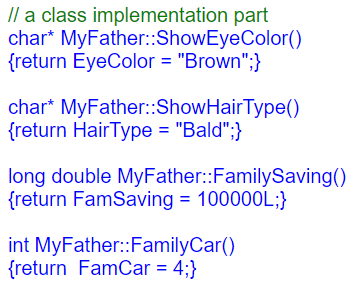 // a class implementation part
char* MyFather::ShowEyeColor()
{return EyeColor = "Brown";}
char* MyFather::ShowHairType()
{return HairType = "Bald";}
long double MyFather::FamilySaving()
{return FamSaving = 100000L;}
int MyFather::FamilyCar()
{return  FamCar = 4;}